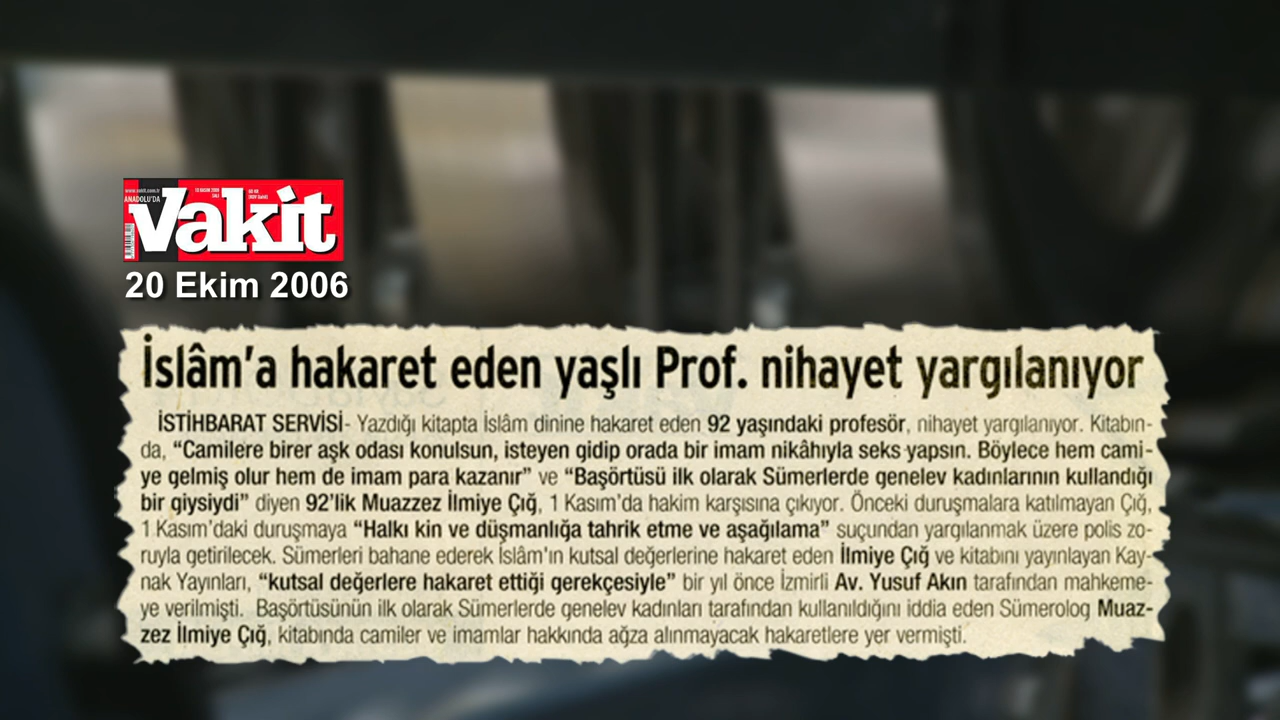 www.vakit.com.tr
ANADOLU'DA
Vakit
20 Ekim 2006
İslâm'a hakaret eden yaşlı Prof. nihayet yargılanıyor
İSTİHBARAT SERVİSİ- Yazdığı kitapta İslâm dinine hakaret eden 92 yaşındaki profesör, nihayet yargılanıyor. Kitabın-
da, “Camilere birer aşk odası konulsun, isteyen gidip orada bir imam nikâhıyla seks yapsın. Böylece hem cami-
ye gelmiş olur hem de imam para kazanır” ve “Başörtüsü ilk olarak Sümerlerde genelev kadınlarının kullandığı
bir giysiydi” diyen 92'lik Muazzez İlmiye Çığ, 1 Kasım'da hakim karşısına çıkıyor. Önceki duruşmalara katılmayan Çığ,
1 Kasım'daki duruşmaya “Halkı kin ve düşmanlığa tahrik etme ve aşağılama” suçundan yargılanmak üzere polis zo-
ruyla getirilecek. Sümerleri bahane ederek İslâm'ın kutsal değerlerine hakaret eden İlmiye Çığ ve kitabını yayınlayan Kay-
nak Yayınları, “kutsal değerlere hakaret ettiği gerekçesiyle” bir yıl önce İzmirli Av. Yusuf Akın tarafından mahkeme-
ye verilmişti. Başörtüsünün ilk olarak Sümerlerde genelev kadınları tarafından kullanıldığını iddia eden Sümerolog Muaz-
zez İlmiye Çığ, kitabında camiler ve imamlar hakkında ağza alınmayacak hakaretlere yer vermişti.